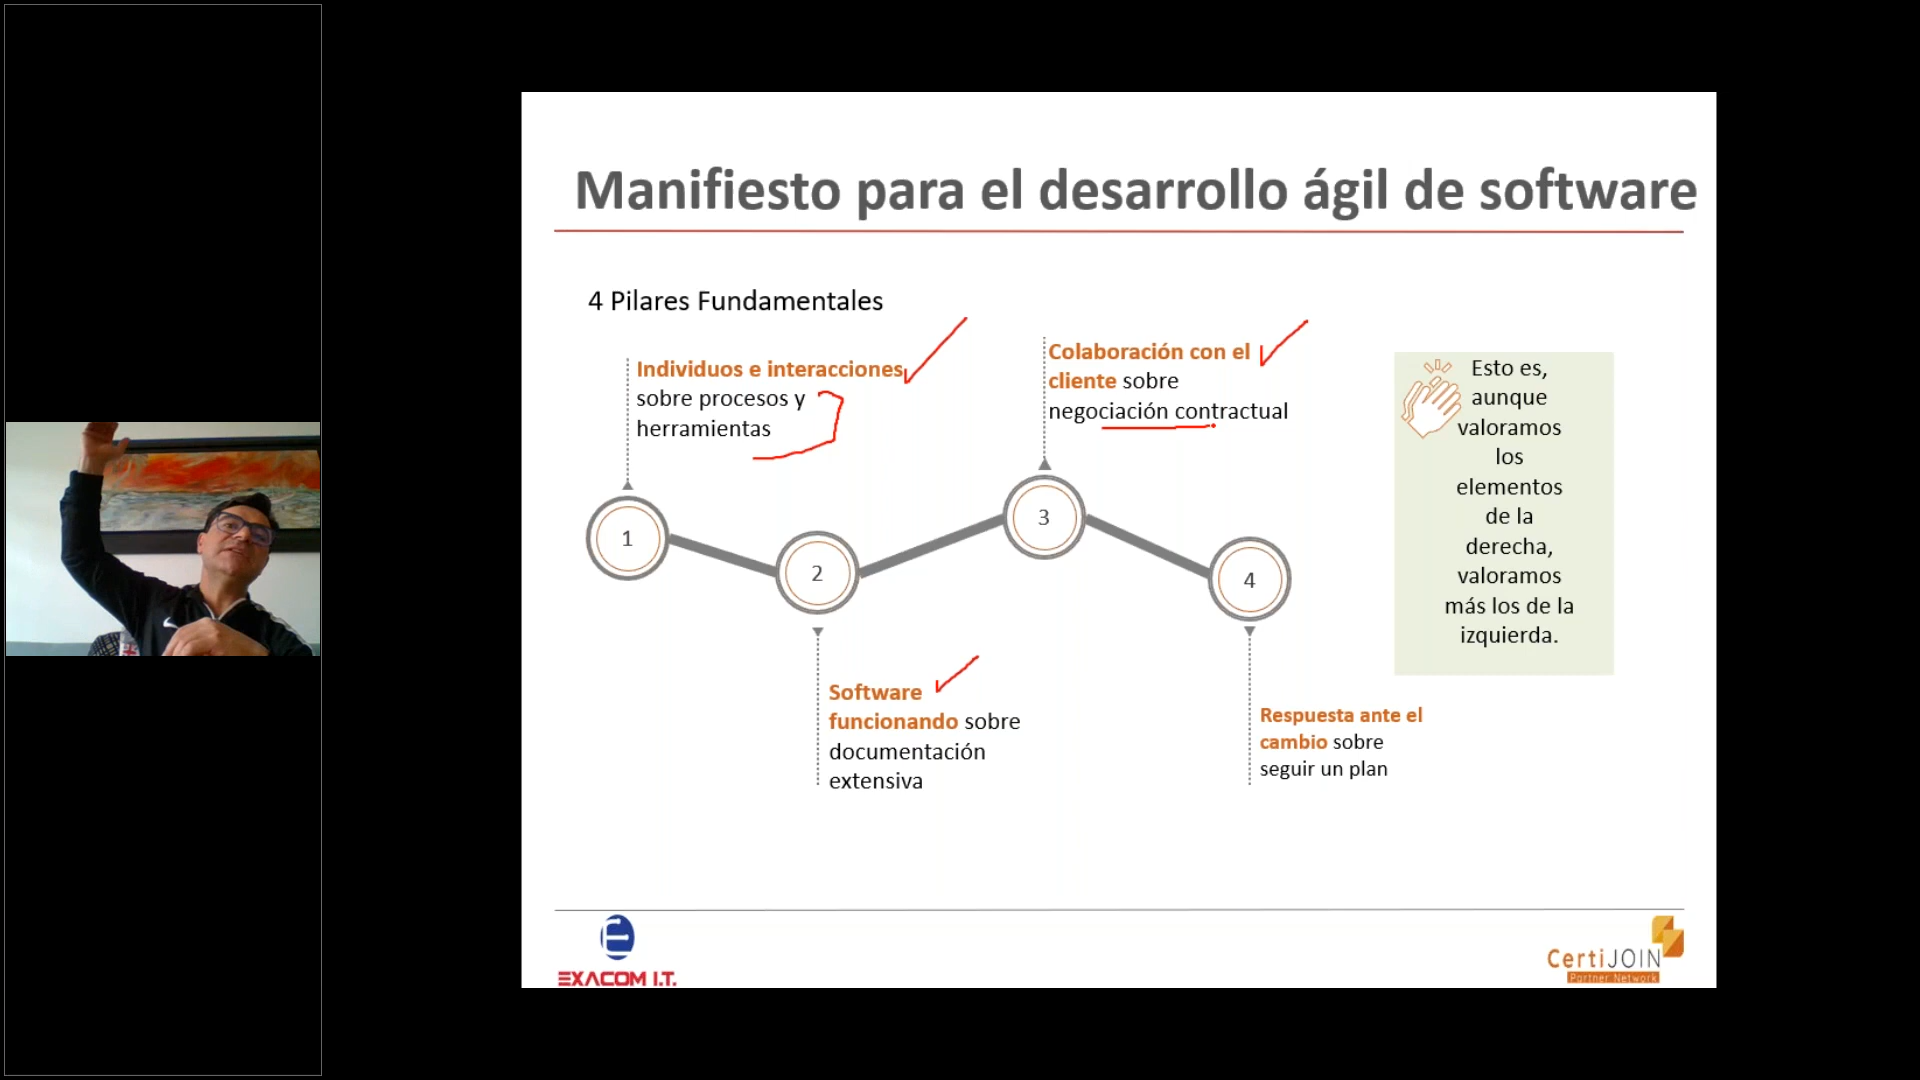 Manifiesto para el desarrollo ágil de software
4 Pilares Fundamentales
Individuos e interacciones
sobre procesos y
herramientas
Colaboración con el
cliente sobre
negociación contractual
Esto es,
aunque
valoramos
los
elementos
de la
derecha,
valoramos
más los de la
izquierda.
1
2
3
4
Software
funcionando sobre
documentación
extensiva
Respuesta ante el
cambio sobre
seguir un plan
EXACOM I.T.
CertiJOIN
Partner Network